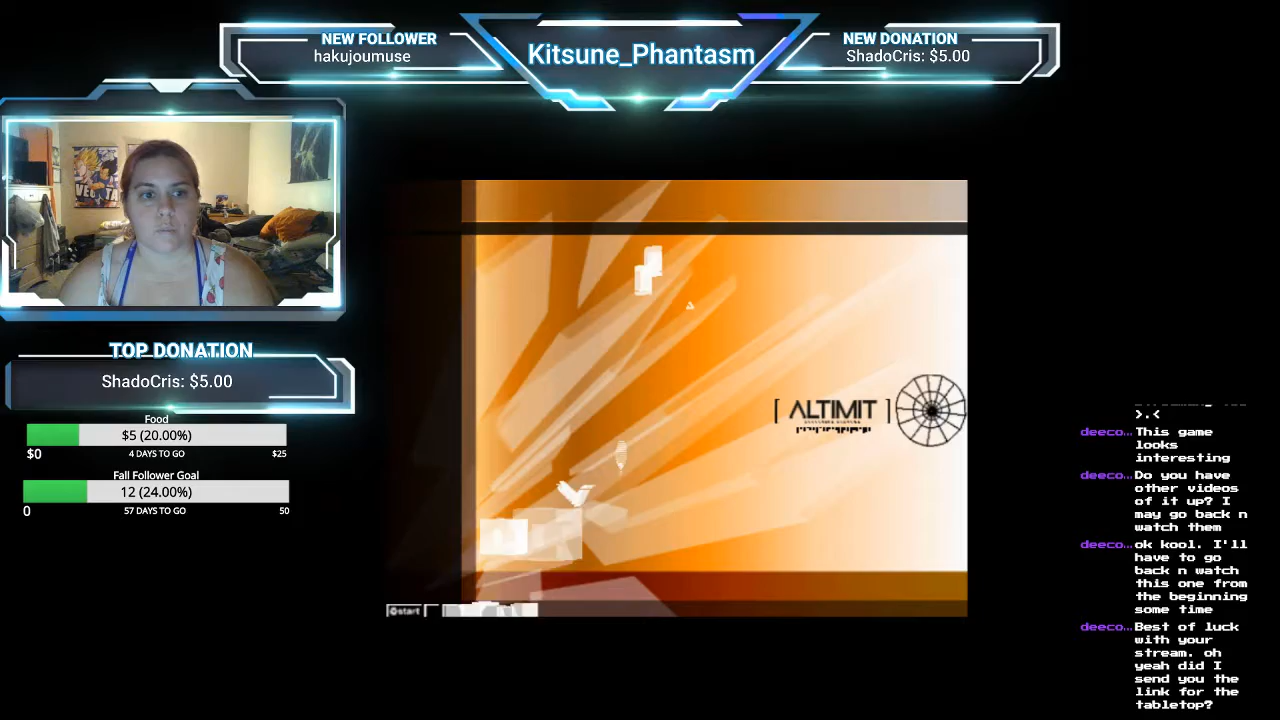 NEW FOLLOWER
hakujoumuse
Kitsune_Phantasm
NEW DONATION
ShadoCris: $5.00
VEGETA
TOP DONATION
ShadoCris: $5.00
Food
$5 (20.00%)
$0
4 DAYS TO GO
$25
Fall Follower Goal
12 (24.00%)
0
57 DAYS TO GO
50
[ ALTIMIT ]
start
>.<
deeco... This game
looks
interesting
deeco... Do you have
other videos
of it up? I
may go back n
watch them
deeco... ok kool. I'll
have to go
back n watch
this one from
the beginning
some time
deeco... Best of luck
with your
stream. oh
yeah did I
send you the
link for the
tabletop?